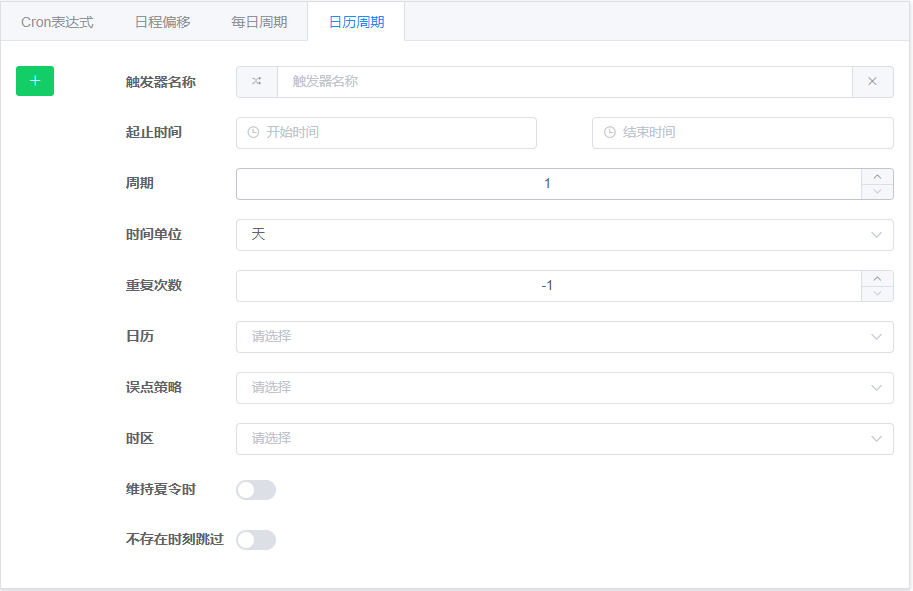 Cron表达式 日程偏移 每日周期 日历周期
触发器名称 触发器名称
起止时间 开始时间 结束时间
周期 1
时间单位 天
重复次数 -1
日历 请选择
误点策略 请选择
时区 请选择
维持夏令时
不存在时刻跳过